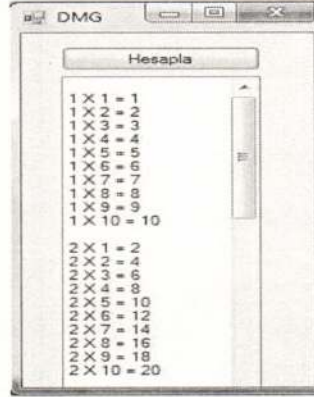 DMG
Hesapla
1 X 1 = 1
1 X 2 = 2
1 X 3 = 3
1 X 4 = 4
1 X 5 = 5
1 X 6 = 6
1 X 7 = 7
1 X 8 = 8
1 X 9 = 9
1 X 10 = 10
2 X 1 = 2
2 X 2 = 4
2 X 3 = 6
2 X 4 = 8
2 X 5 = 10
2 X 6 = 12
2 X 7 = 14
2 X 8 = 16
2 X 9 = 18
2 X 10 = 20